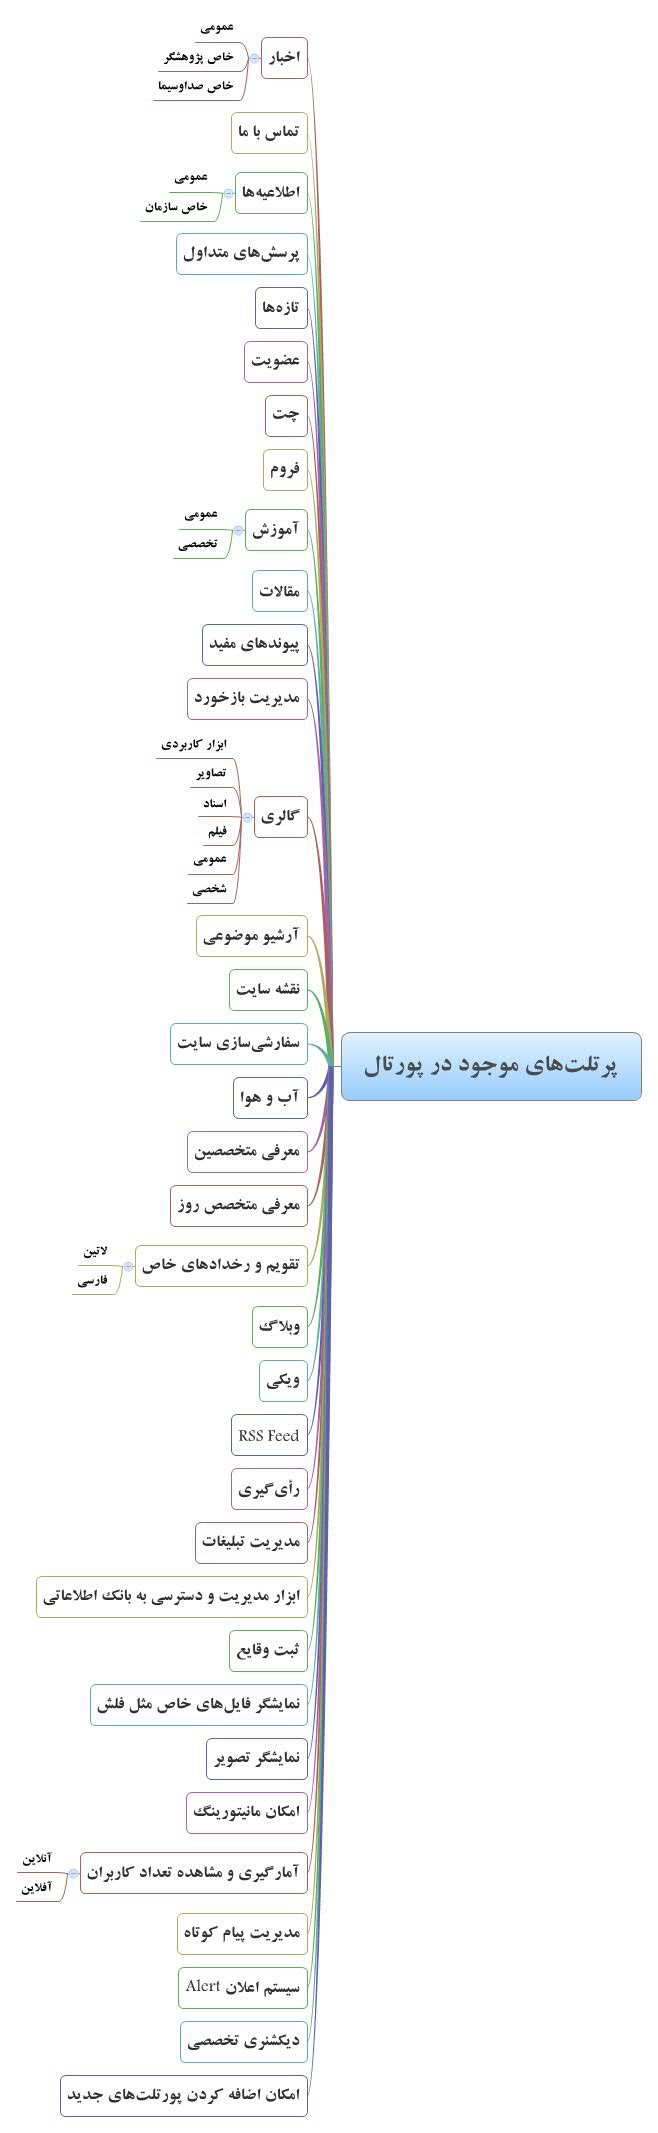 پرتلت‌های موجود در پورتال
اخبار
عمومی
خاص پژوهشگر
خاص صداوسیما
تماس با ما
اطلاعیه‌ها
عمومی
خاص سازمان
پرسش‌های متداول
تازه‌ها
عضویت
چت
فروم
آموزش
عمومی
تخصصی
مقالات
پیوندهای مفید
مدیریت بازخورد
گالری
ابزار کاربردی
تصاویر
اسناد
فیلم
عمومی
شخصی
آرشیو موضوعی
نقشه سایت
سفارشی‌سازی سایت
آب و هوا
معرفی متخصصین
معرفی متخصص روز
تقویم و رخدادهای خاص
لاتین
فارسی
وبلاگ
ویکی
RSS Feed
رأی‌گیری
مدیریت تبلیغات
ابزار مدیریت و دسترسی به بانک اطلاعاتی
ثبت وقایع
نمایشگر فایل‌های خاص مثل فلش
نمایشگر تصویر
امکان مانیتورینگ
آمارگیری و مشاهده تعداد کاربران
آنلاین
آفلاین
مدیریت پیام کوتاه
سیستم اعلان Alert
دیکشنری تخصصی
امکان اضافه کردن پورتلت‌های جدید